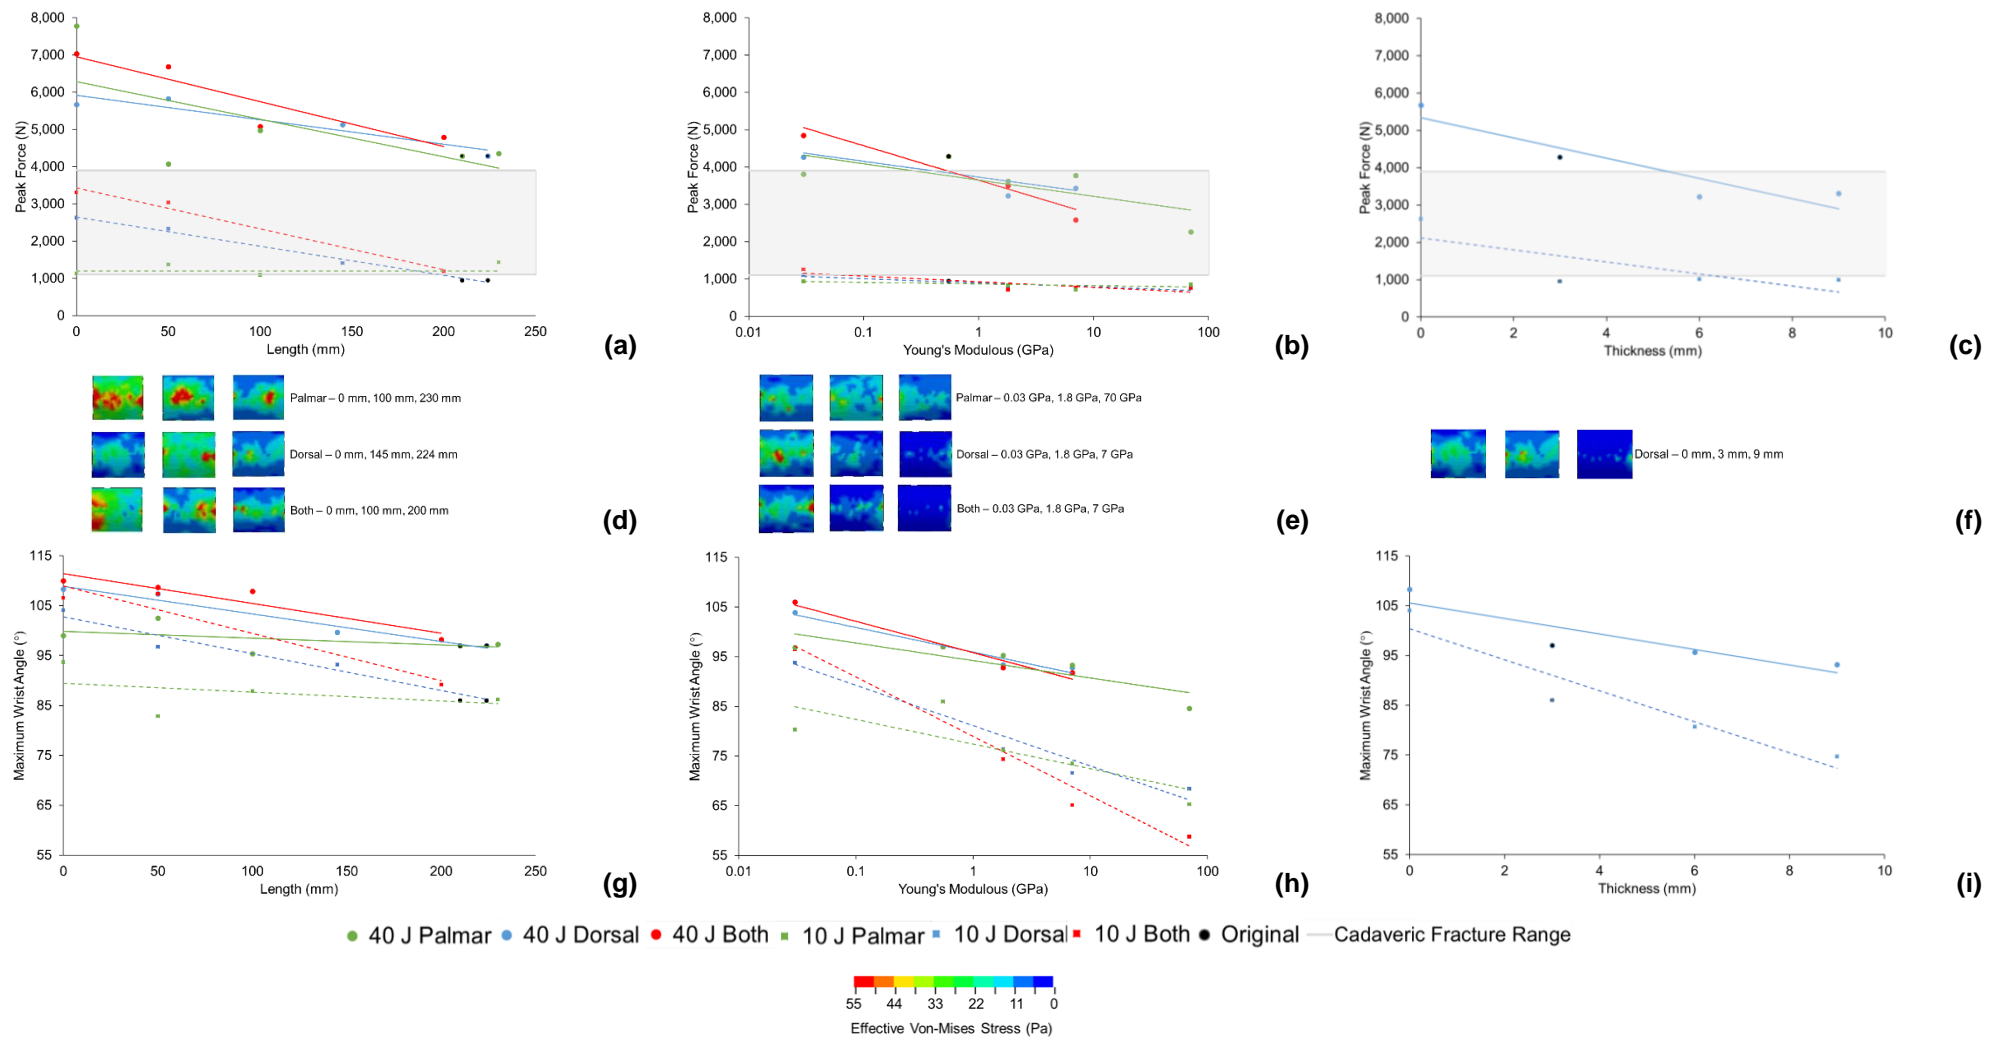 8,000
7,000
6,000
5,000
4,000
3,000
2,000
1,000
0
Peak Force (N)
0 50 100 150 200 250
Length (mm)
(a)
8,000
7,000
6,000
5,000
4,000
3,000
2,000
1,000
0
Peak Force (N)
0.01 0.1 1 10 100
Young's Modulous (GPa)
(b)
8,000
7,000
6,000
5,000
4,000
3,000
2,000
1,000
0
Peak Force (N)
0 2 4 6 8 10
Thickness (mm)
(c)
Palmar – 0 mm, 100 mm, 230 mm
Dorsal – 0 mm, 145 mm, 224 mm
Both – 0 mm, 100 mm, 200 mm
(d)
Palmar – 0.03 GPa, 1.8 GPa, 70 GPa
Dorsal – 0.03 GPa, 1.8 GPa, 7 GPa
Both – 0.03 GPa, 1.8 GPa, 7 GPa
(e)
Dorsal – 0 mm, 3 mm, 9 mm
(f)
115
105
95
85
75
65
55
Maximum Wrist Angle (°)
0 50 100 150 200 250
Length (mm)
(g)
115
105
95
85
75
65
55
Maximum Wrist Angle (°)
0.01 0.1 1 10 100
Young's Modulous (GPa)
(h)
115
105
95
85
75
65
55
Maximum Wrist Angle (°)
0 2 4 6 8 10
Thickness (mm)
(i)
40 J Palmar 40 J Dorsal 40 J Both 10 J Palmar 10 J Dorsal 10 J Both Original Cadaveric Fracture Range
55 44 33 22 11 0
Effective Von-Mises Stress (Pa)